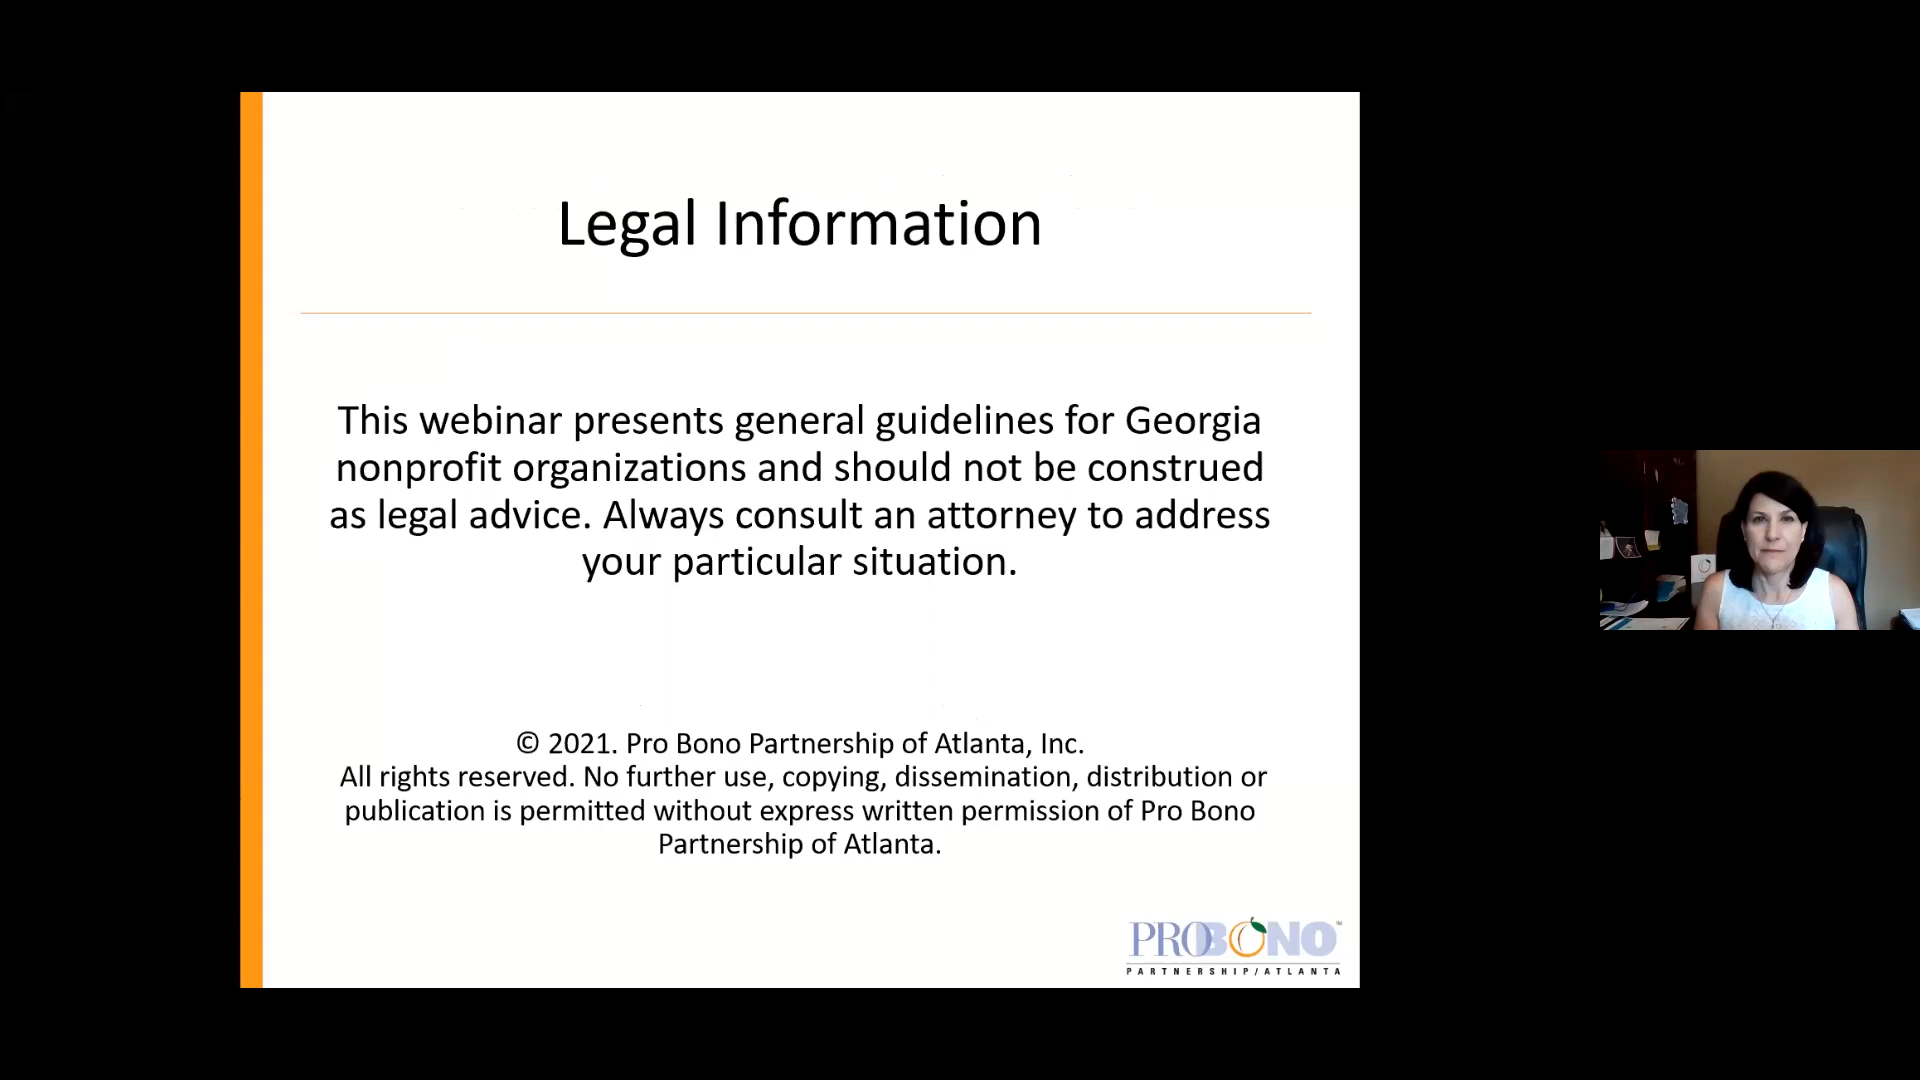 Legal Information
This webinar presents general guidelines for Georgia
nonprofit organizations and should not be construed
as legal advice. Always consult an attorney to address
your particular situation.
© 2021. Pro Bono Partnership of Atlanta, Inc.
All rights reserved. No further use, copying, dissemination, distribution or
publication is permitted without express written permission of Pro Bono
Partnership of Atlanta.
PROBONO™
PARTNERSHIP/ATLANTA